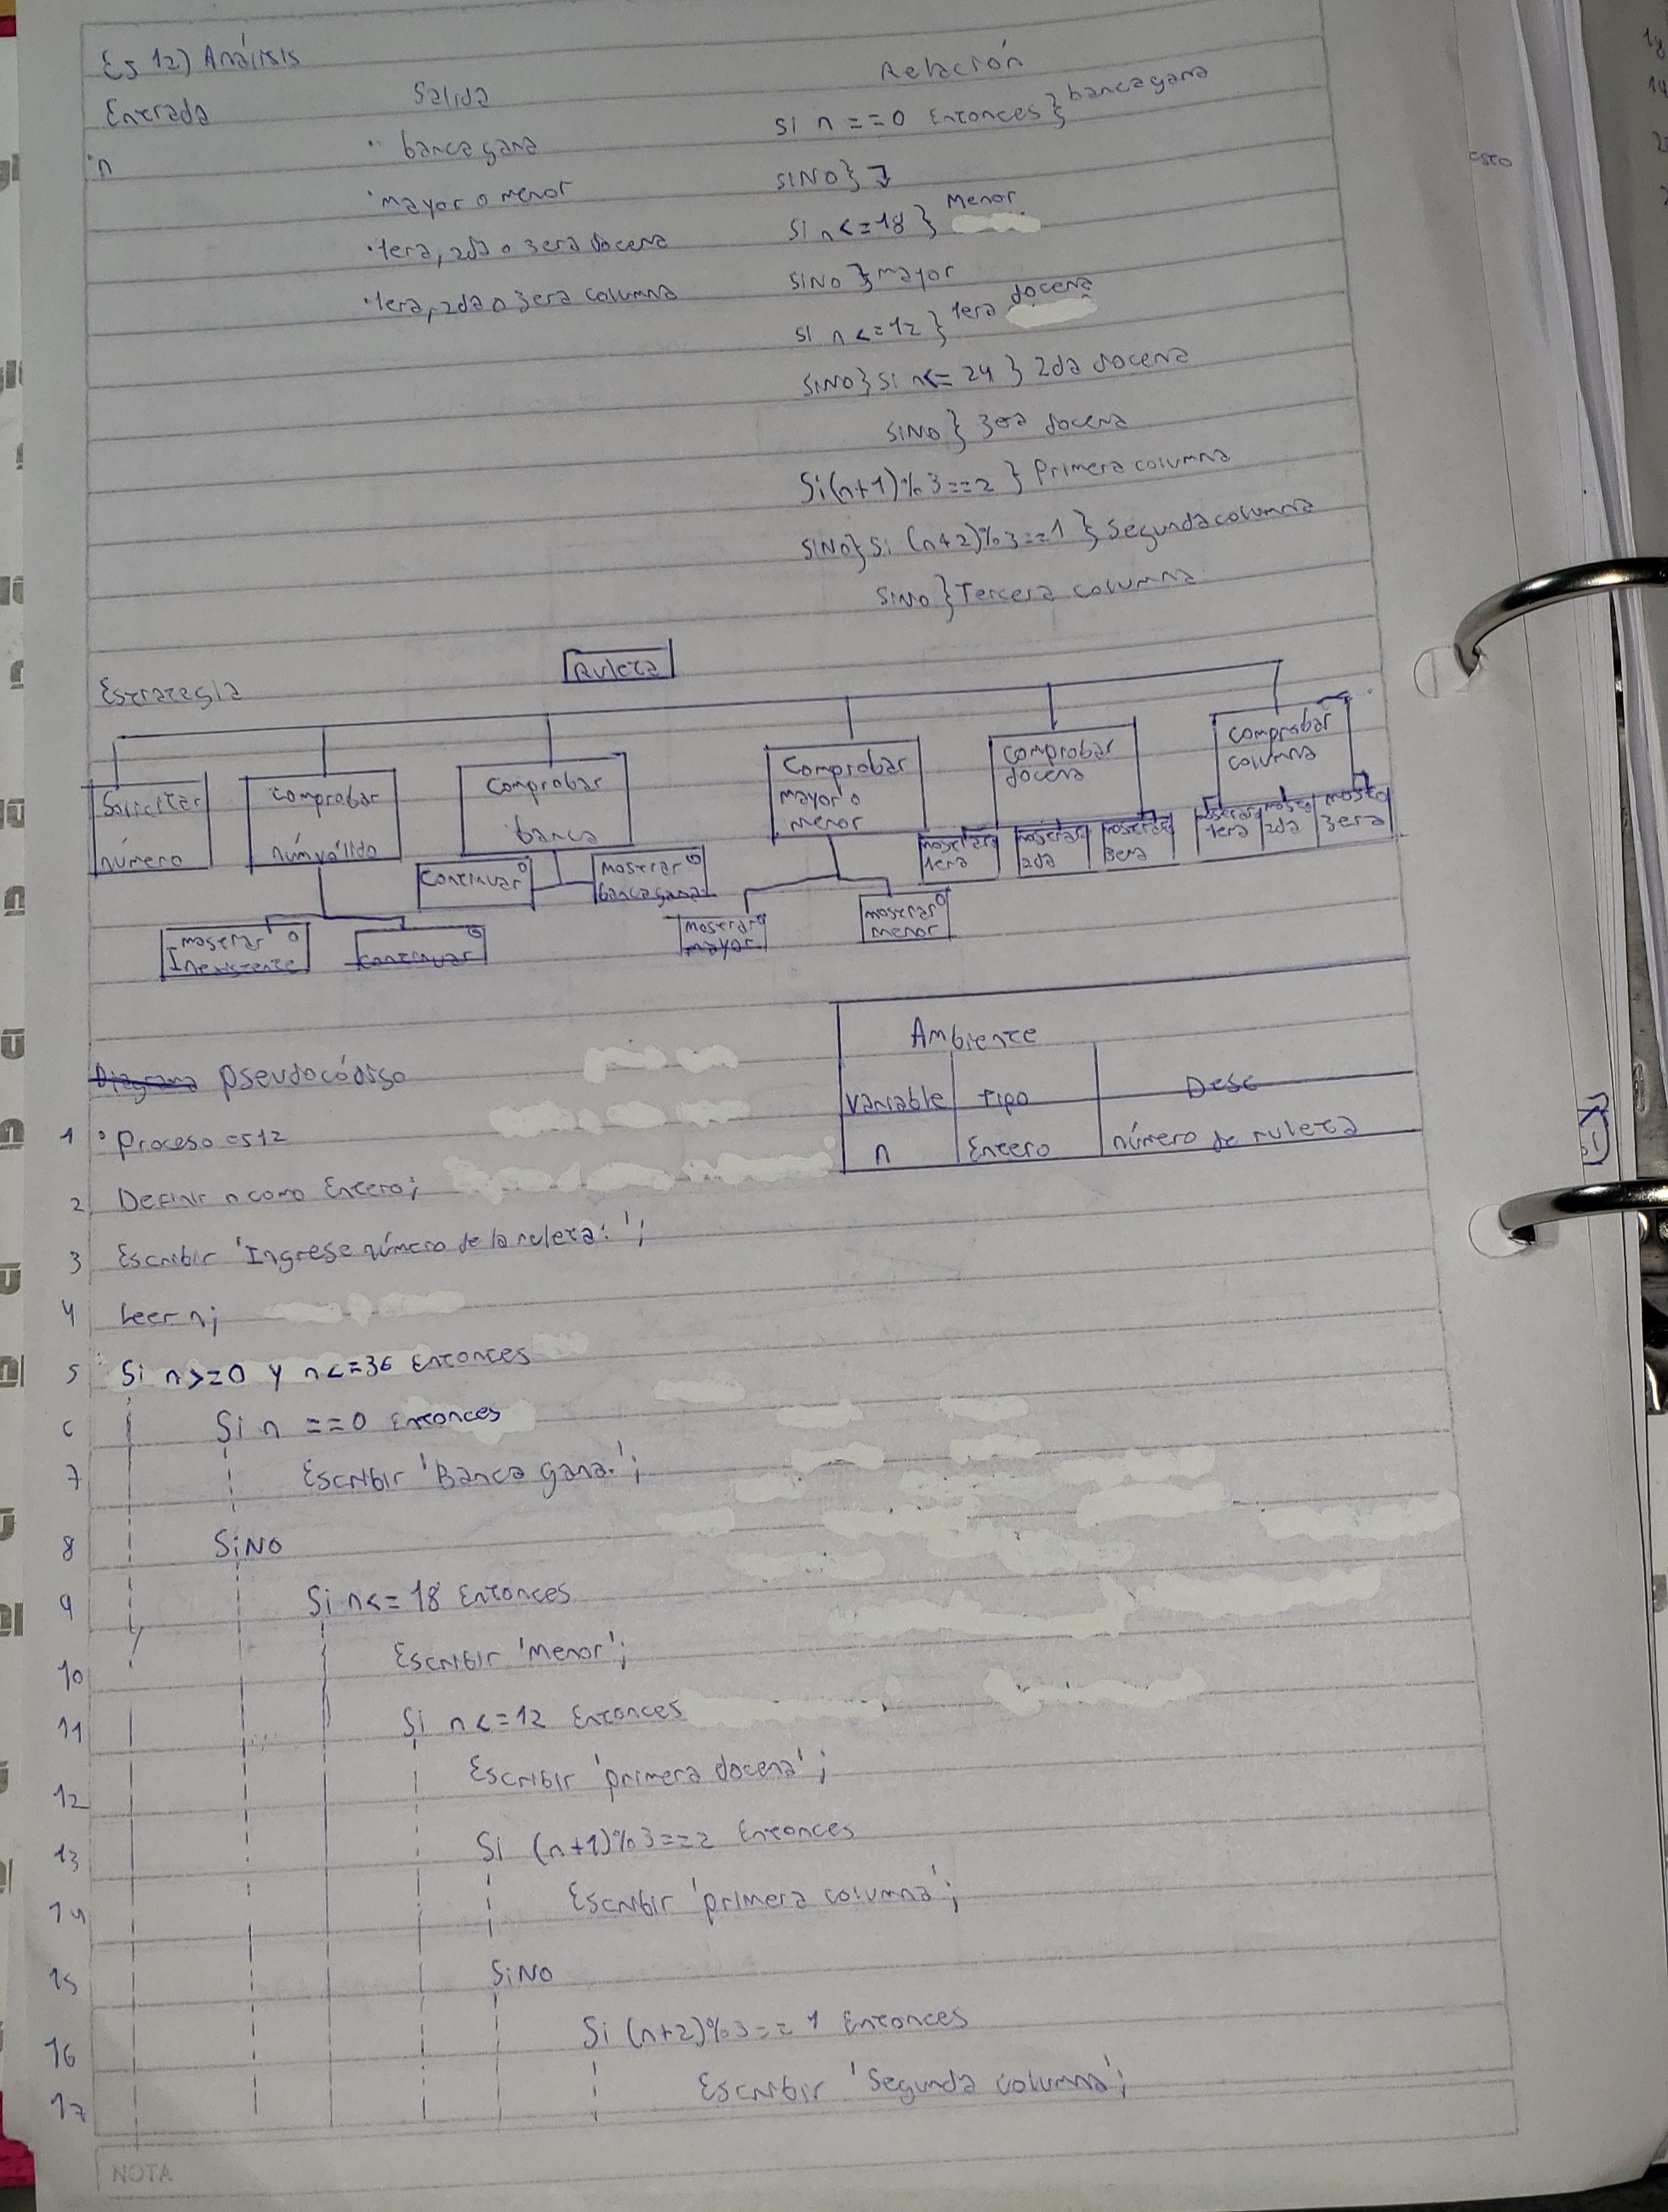 Es 12) Análisis
Entrada Salida Relación
n banca gana si n == 0 Entonces } banca gana
mayor o menor SINO }
1era, 2da o 3era docena si n <= 18 } Menor
1era, 2da o 3era columna SINO } mayor
si n <= 12 } 1era docena
SINO } si n <= 24 } 2da docena
SINO } 3era docena
Si (n+1)%3==2 } Primera columna
SINO } Si (n+2)%3==1 } Segunda columna
SINO } Tercera columna
Estrategia
Ruleta
Solicitar número
comprobar núm válido
comprobar banca
Comprobar mayor o menor
comprobar docena
comprobar columna
mostrar Inexistente
continuar
continuar
mostrar banca gana
mostrar mayor
mostrar menor
mostrar 1era
mostrar 2da
mostrar 3era
mostrar 1era
mostrar 2da
mostrar 3era
Ambiente
Variable Tipo Desc
n Entero número de ruleta
Diagrama Pseudocódigo
1 Proceso es12
2 Definir n como Entero;
3 Escribir 'Ingrese número de la ruleta: ';
4 Leer n;
5 Si n>=0 y n<=36 Entonces
6 Si n ==0 Entonces
7 Escribir 'Banca gana.';
8 SiNo
9 Si n<= 18 Entonces
10 Escribir 'Menor';
11 Si n<=12 Entonces
12 Escribir 'primera docena';
13 Si (n+1)%3==2 Entonces
14 Escribir 'primera columna';
15 SiNo
16 Si (n+2)%3==1 Entonces
17 Escribir 'Segunda columna';
NOTA